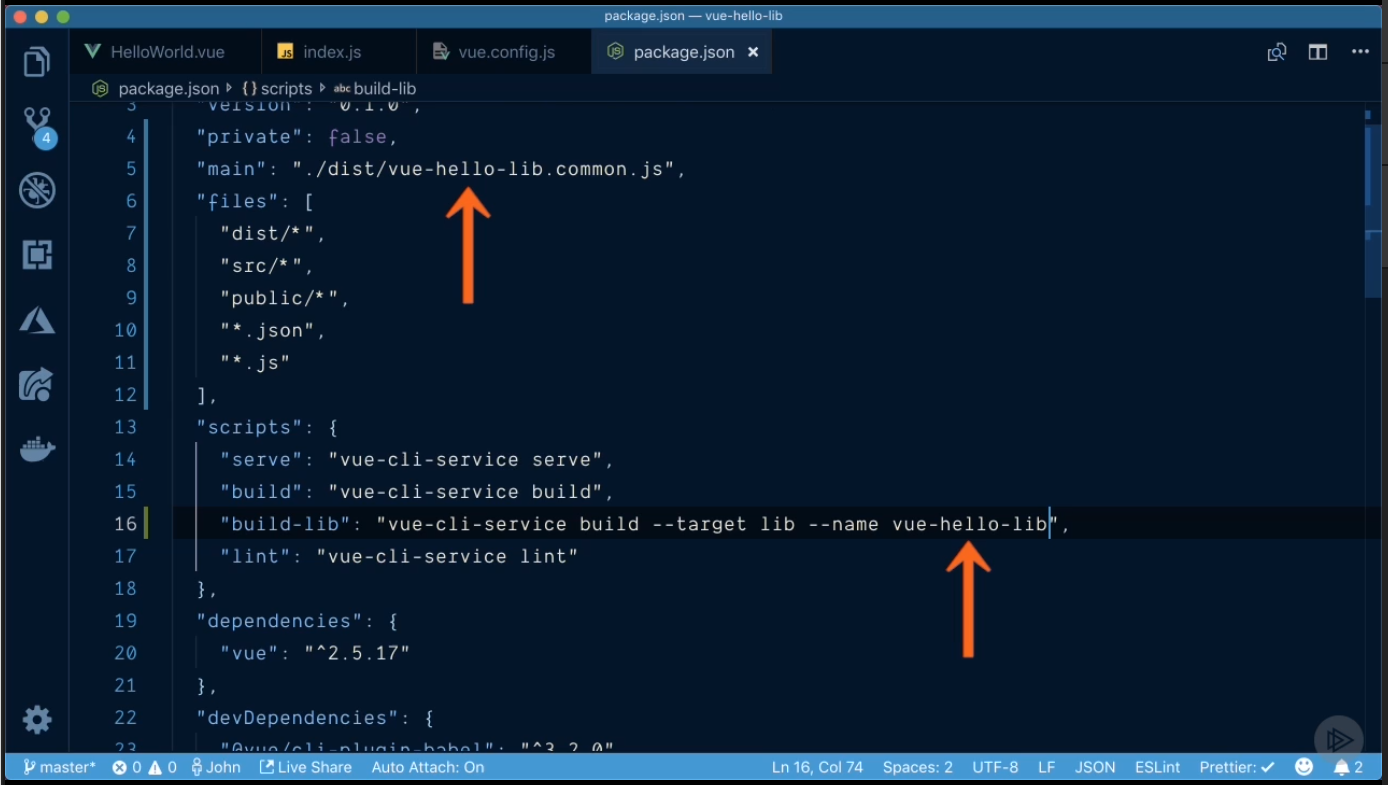 package.json — vue-hello-lib
HelloWorld.vue
JS index.js
vue.config.js
package.json ×
package.json {} scripts abc build-lib
3 "version": "0.1.0",
4 "private": false,
5 "main": "./dist/vue-hello-lib.common.js",
6 "files": [
7 "dist/*",
8 "src/*",
9 "public/*",
10 "*.json",
11 "*.js"
12 ],
13 "scripts": {
14 "serve": "vue-cli-service serve",
15 "build": "vue-cli-service build",
16 "build-lib": "vue-cli-service build --target lib --name vue-hello-lib",
17 "lint": "vue-cli-service lint"
18 },
19 "dependencies": {
20 "vue": "^2.5.17"
21 },
22 "devDependencies": {
23 "@vue/cli-plugin-babel": "^3.2.0"
4
master* 0 0 John Live Share Auto Attach: On Ln 16, Col 74 Spaces: 2 UTF-8 LF JSON ESLint Prettier: ✓ 2